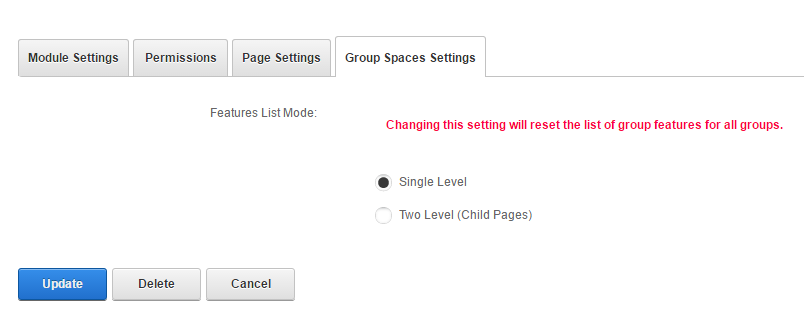 Module Settings Permissions Page Settings Group Spaces Settings
Features List Mode:
Changing this setting will reset the list of group features for all groups.
Single Level
Two Level (Child Pages)
Update Delete Cancel